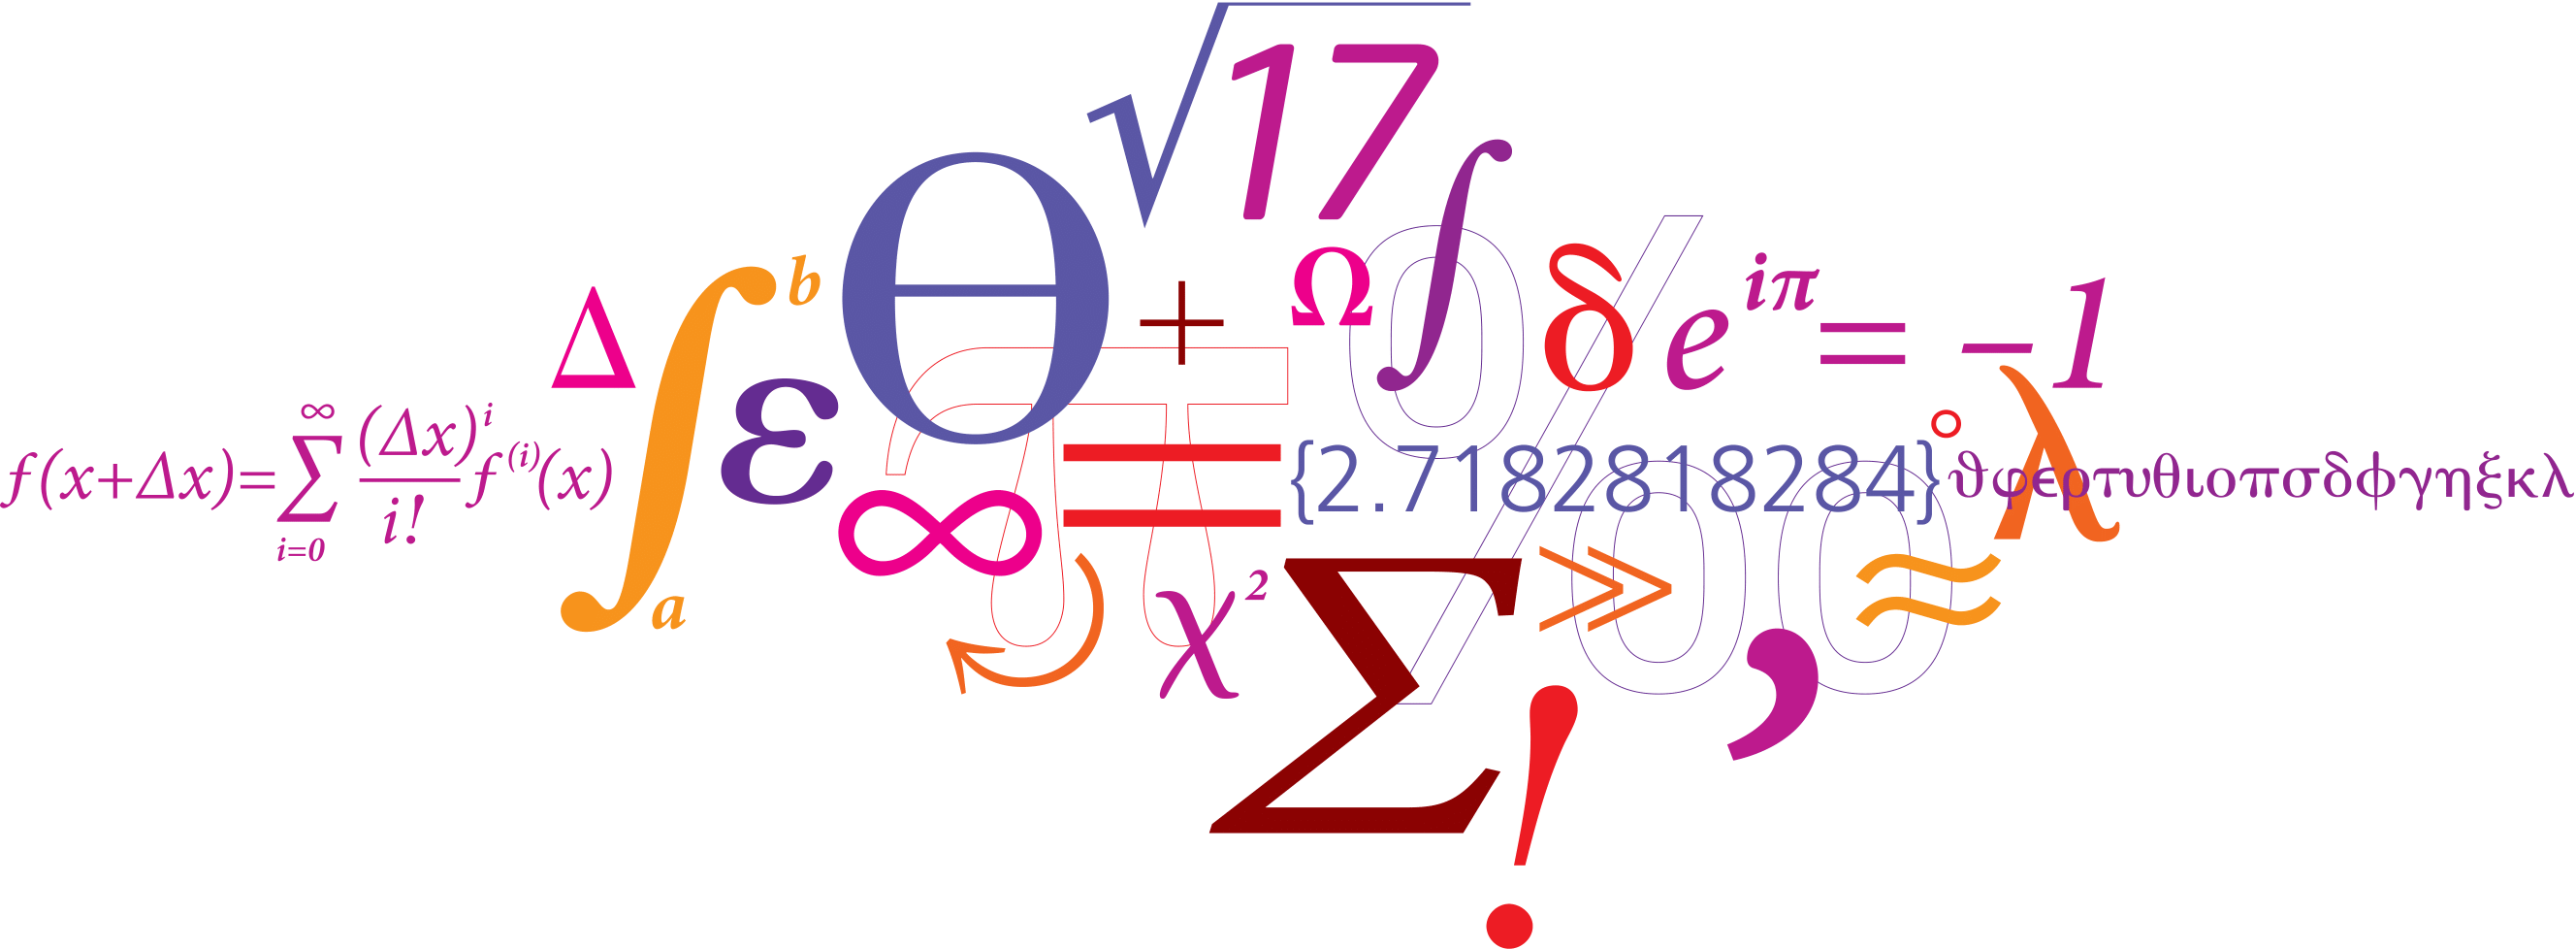 f(x+Δx)=∑_{i=0}^{∞} (Δx)^i / i! f^{(i)}(x)
Δ
∫_a^b
ε
Θ
√17
+
Ω
∫
δ
e^{iπ} = −1
∞
=
{2.7182818284}
°
λ
ϑφερτυθιοπσδφγηξκλ
π
‰
χ²
Σ
≫
≈
,
!